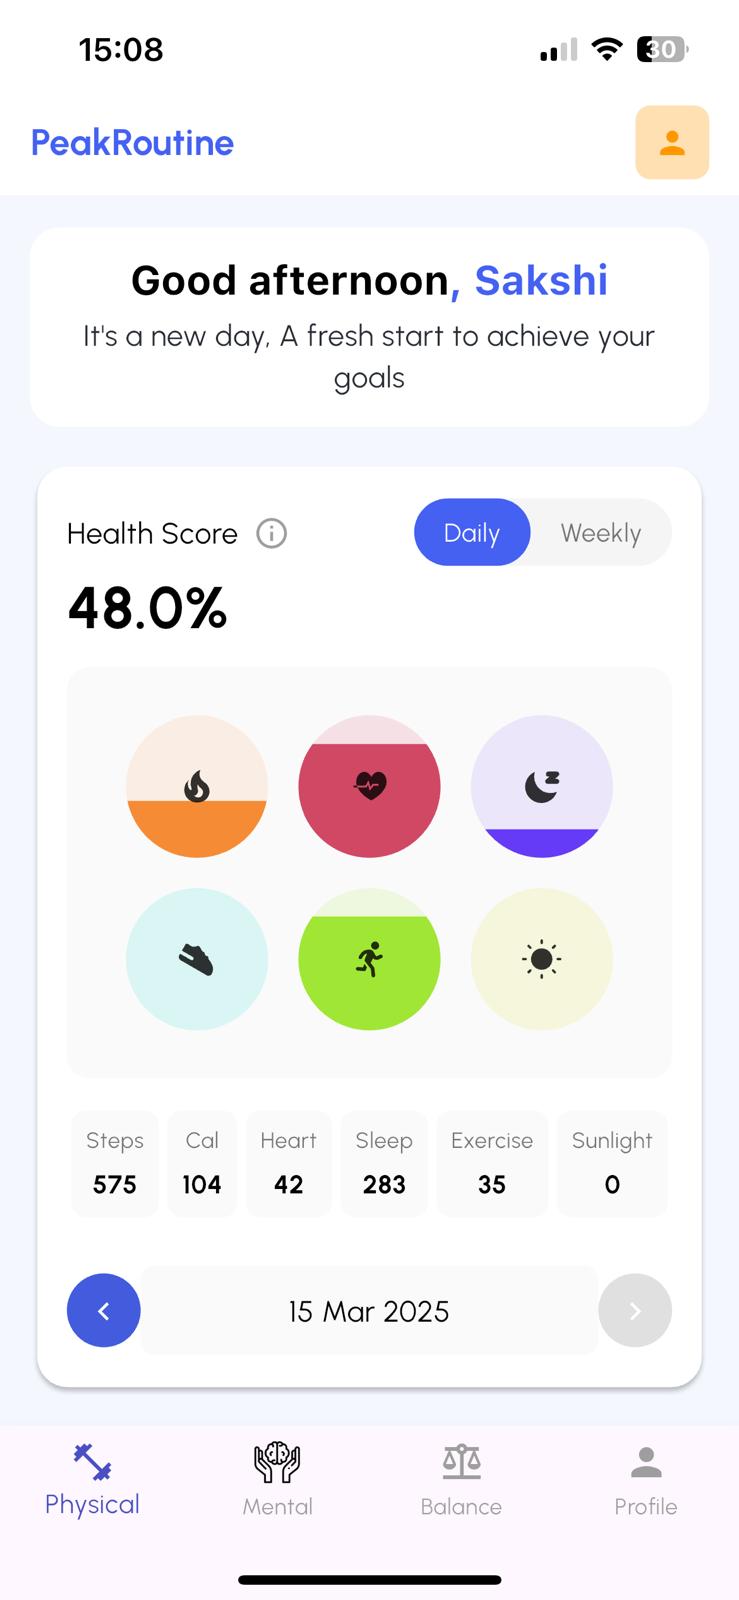 15:08
30
PeakRoutine
Good afternoon, Sakshi
It's a new day, A fresh start to achieve your
goals
Health Score
Daily
Weekly
48.0%
Steps
Cal
Heart
Sleep
Exercise
Sunlight
575
104
42
283
35
0
15 Mar 2025
Physical
Mental
Balance
Profile